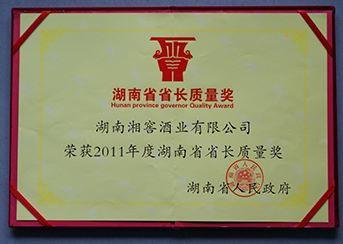 湖南省省长质量奖
Hunan province governor Quality Award
湖南湘窖酒业有限公司
荣获2011年度湖南省省长质量奖
湖南省人民政府